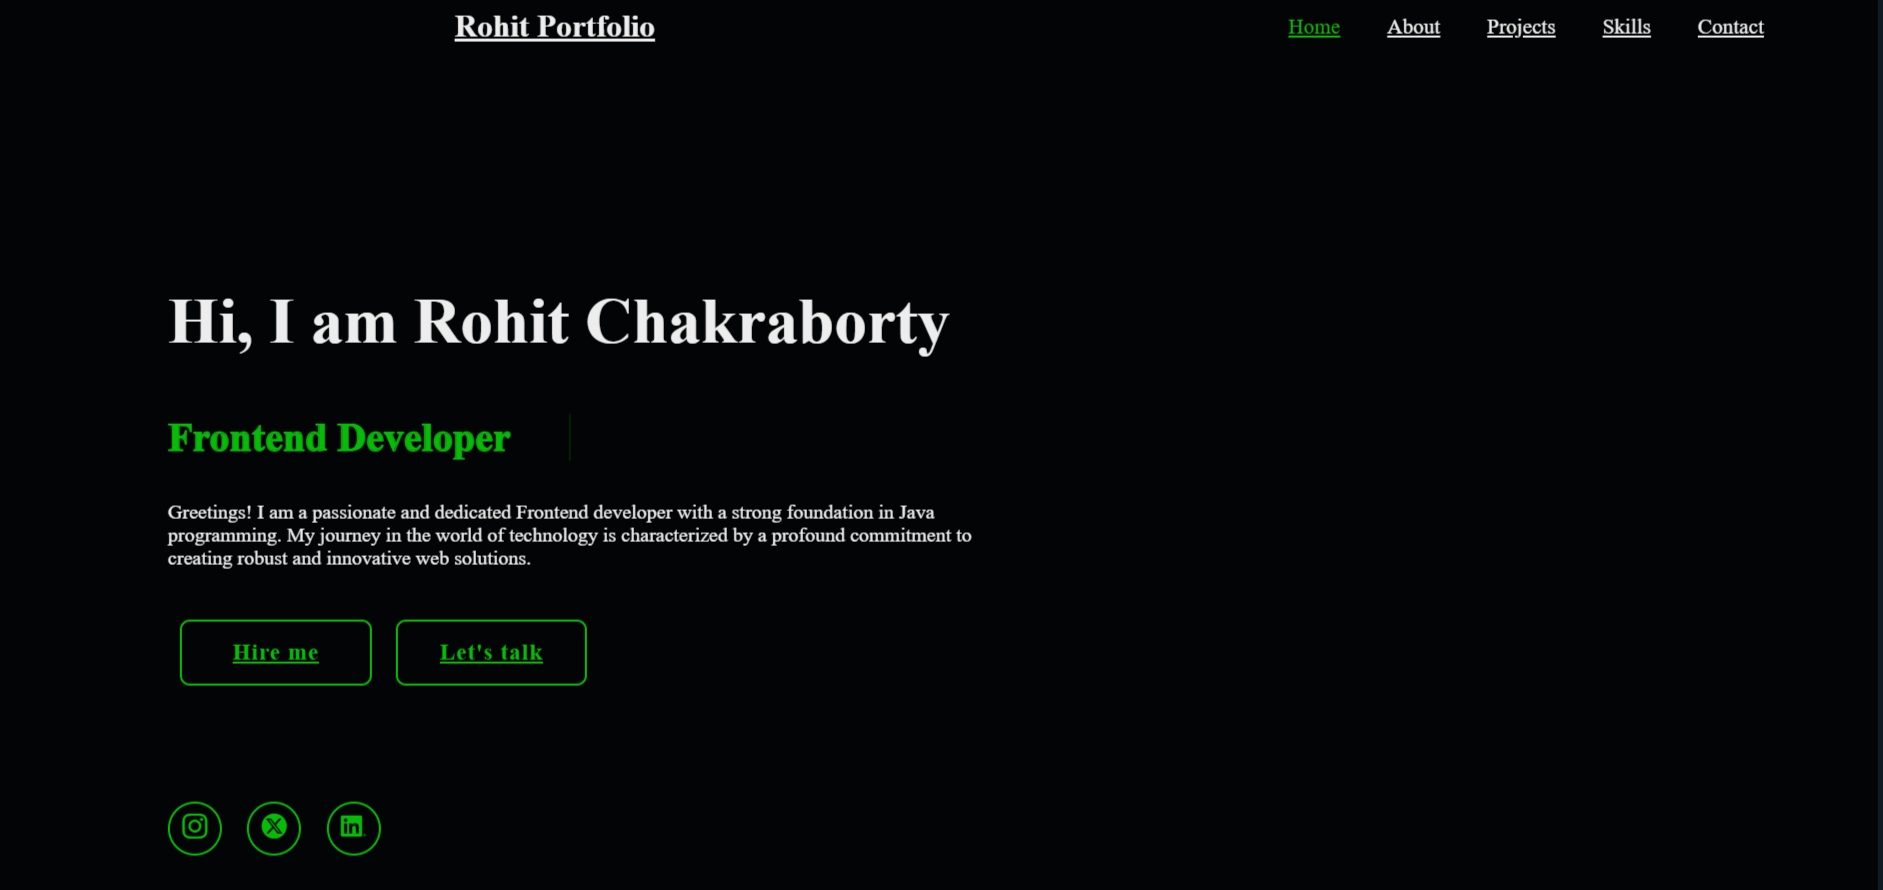 Rohit Portfolio
Home About Projects Skills Contact
Hi, I am Rohit Chakraborty
Frontend Developer
Greetings! I am a passionate and dedicated Frontend developer with a strong foundation in Java
programming. My journey in the world of technology is characterized by a profound commitment to
creating robust and innovative web solutions.
Hire me
Let's talk